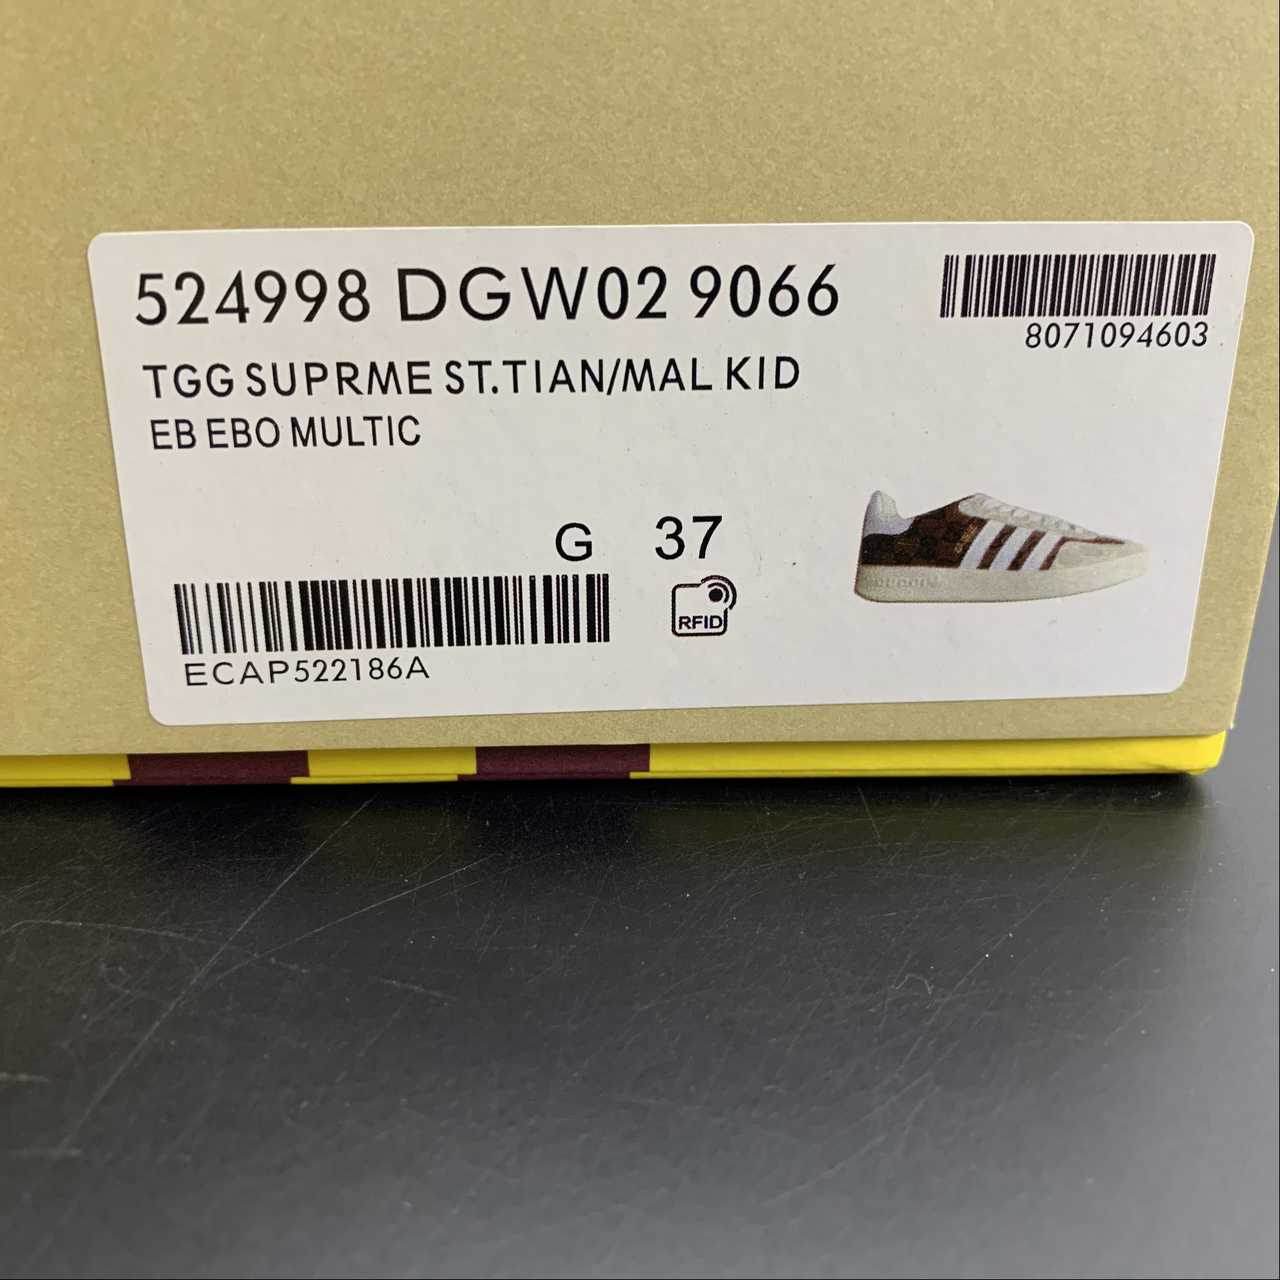 524998 DGW02 9066
8071094603
TGG SUPRME ST.TIAN/MAL KID
EB EBO MULTIC
G 37
RFID
ECAP522186A